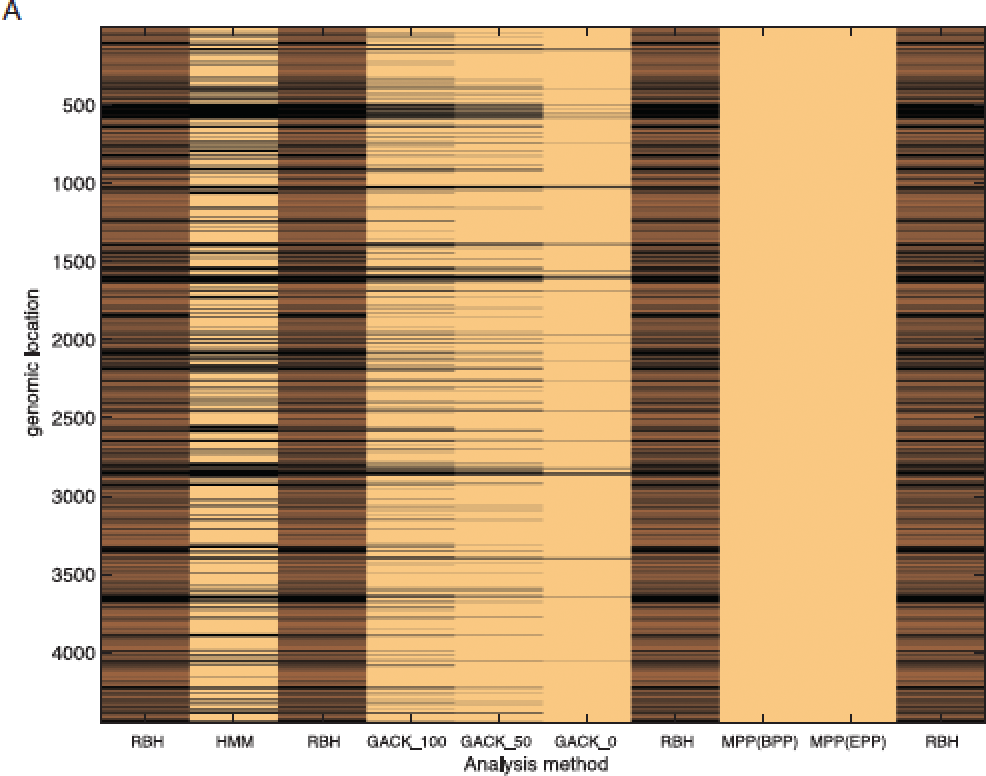 A
500
1000
1500
2000
2500
3000
3500
4000
genomic location
RBH HMM RBH GACK_100 GACK_50 GACK_0 RBH MPP(BPP) MPP(EPP) RBH
Analysis method